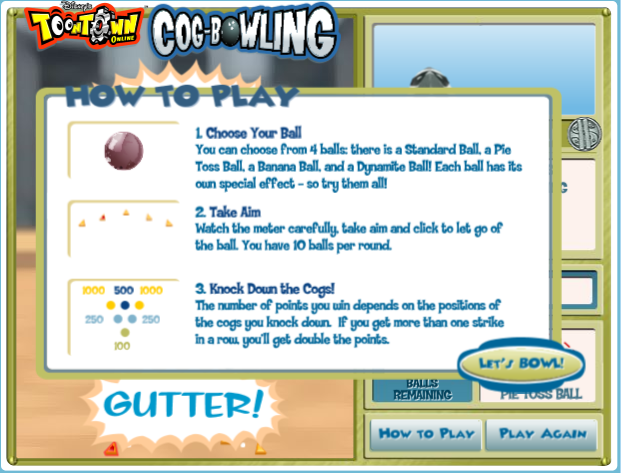 Disney's
TOONTOWN
ONLINE
COG-BOWLING
HOW TO PLAY
1. Choose Your Ball
You can choose from 4 balls: there is a Standard Ball, a Pie
Toss Ball, a Banana Ball, and a Dynamite Ball! Each ball has its
own special effect - so try them all!
2. Take Aim
Watch the meter carefully, take aim and click to let go of
the ball. You have 10 balls per round.
1000 500 1000
250 250
100
3. Knock Down the Cogs!
The number of points you win depends on the positions of
the cogs you knock down. If you get more than one strike
in a row, you'll get double the points.
LET'S BOWL!
BALLS
REMAINING
PIE TOSS BALL
GUTTER!
HOW TO PLAY
PLAY AGAIN